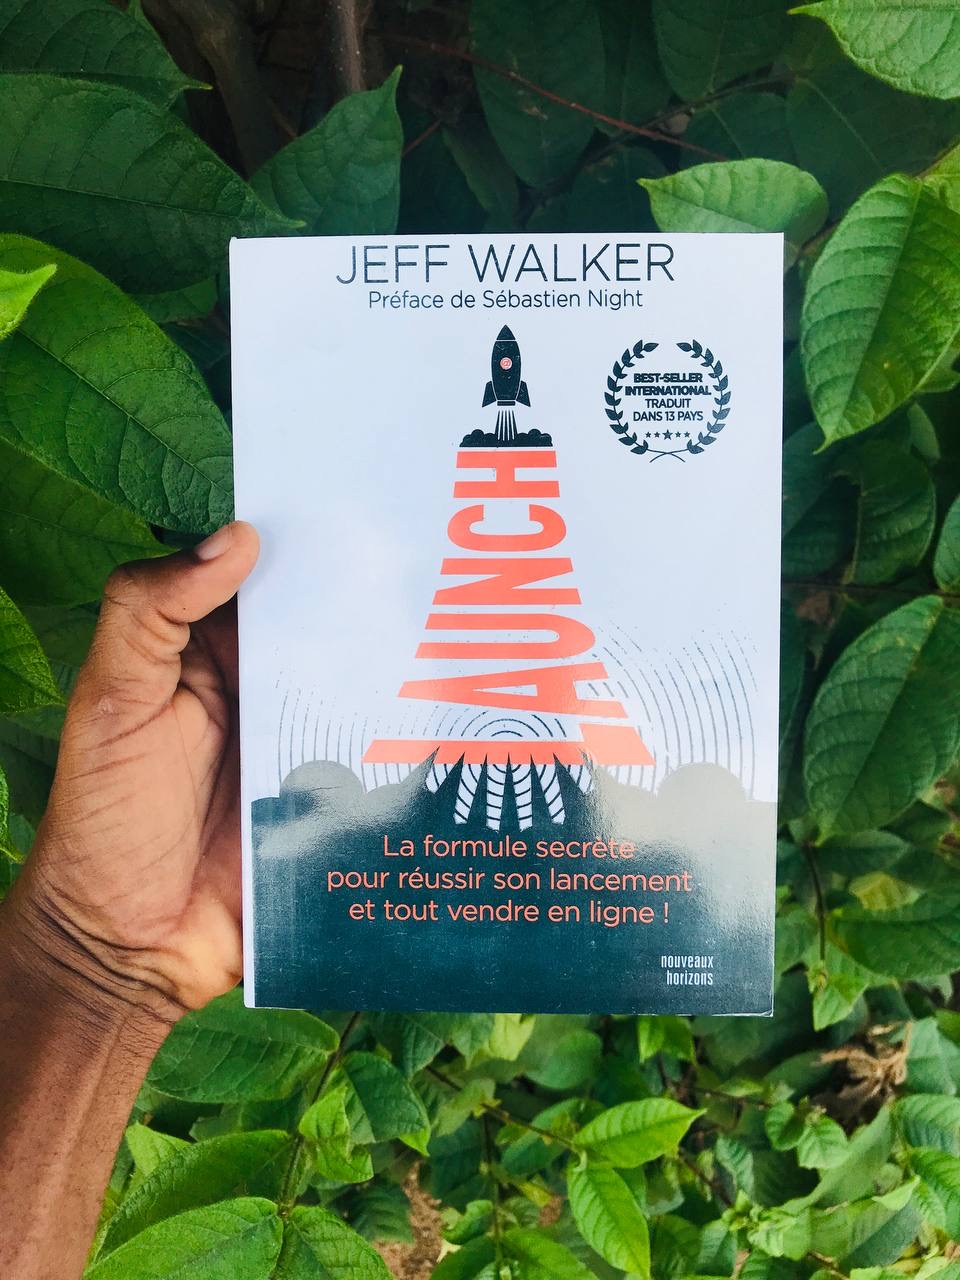 JEFF WALKER
Préface de Sébastien Night
BEST-SELLER
INTERNATIONAL
TRADUIT
DANS 13 PAYS
LAUNCH
La formule secrète
pour réussir son lancement
et tout vendre en ligne !
nouveaux
horizons